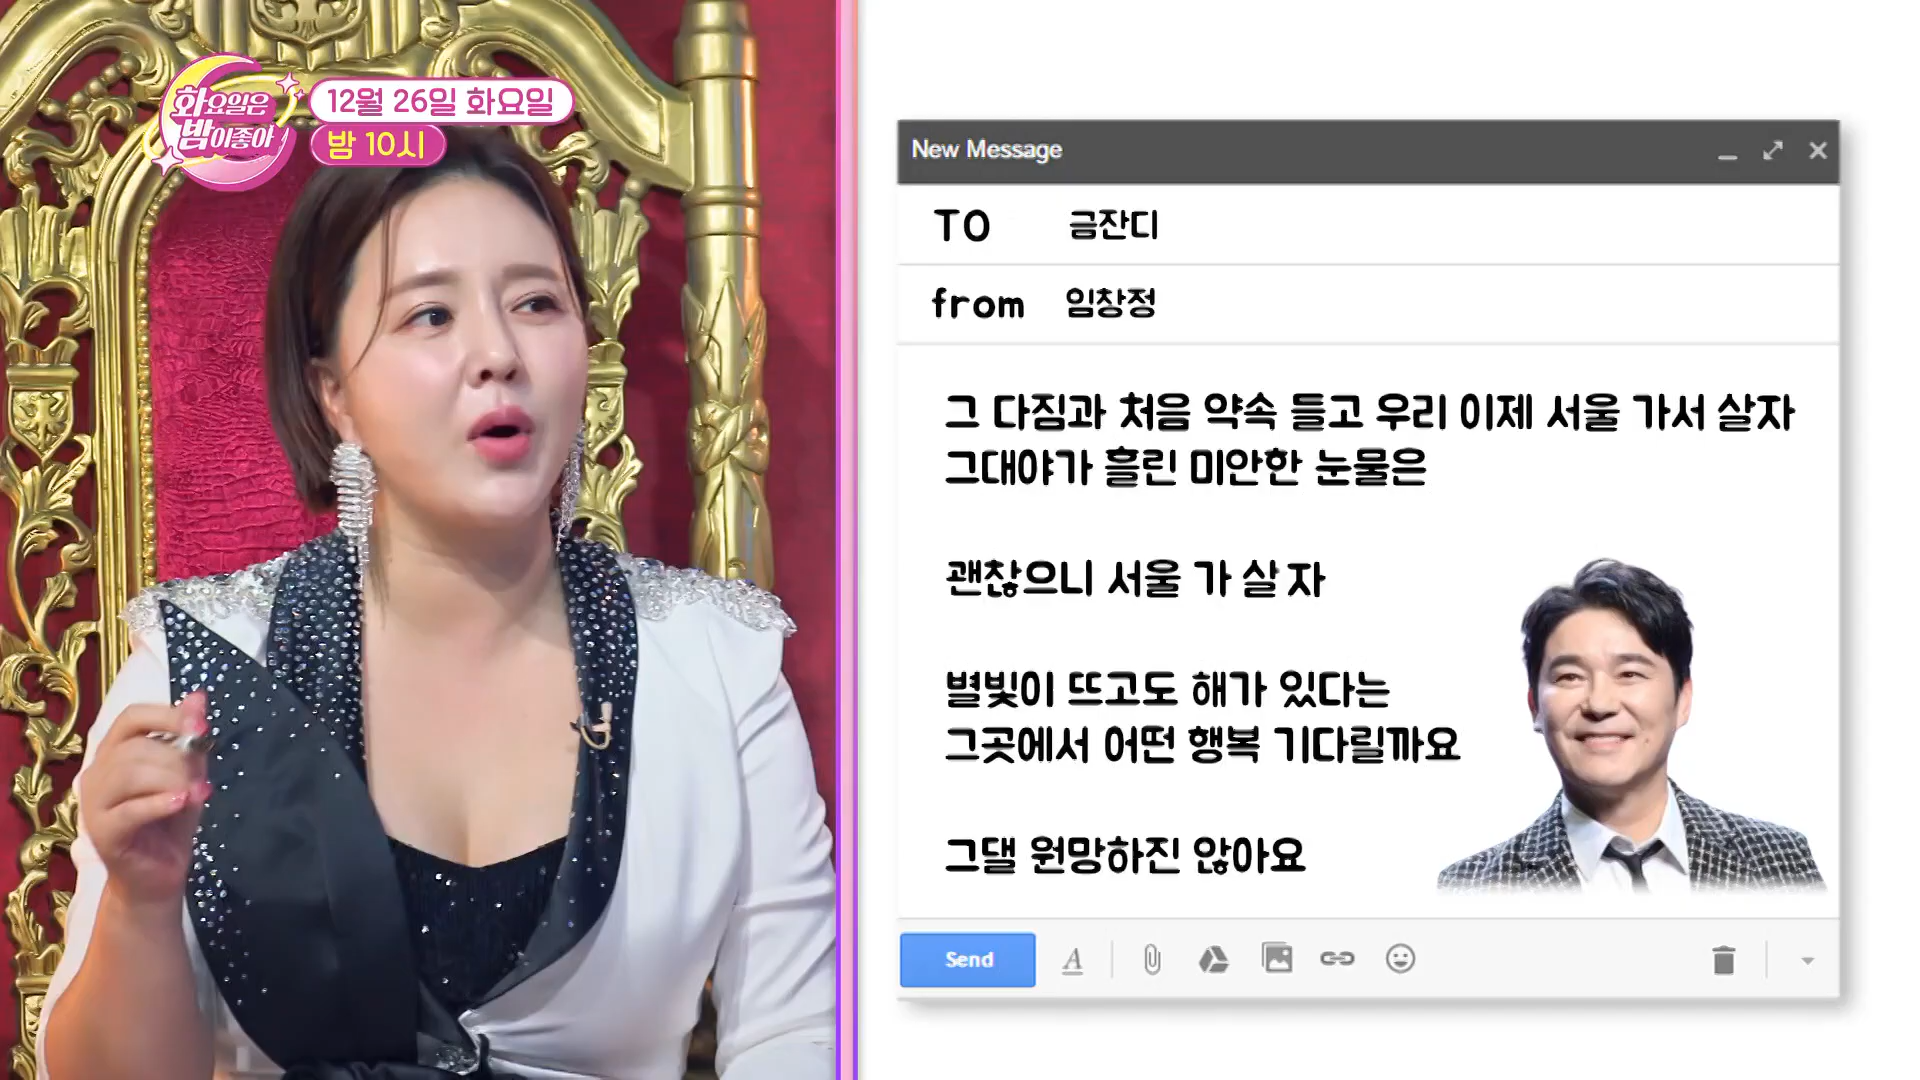 화요일은
밤이좋아
12월 26일 화요일
밤 10시
New Message
TO 금잔디
from 임창정
그 다짐과 처음 약속 들고 우리 이제 서울 가서 살자
그대야가 흘린 미안한 눈물은
괜찮으니 서울 가 살 자
별빛이 뜨고도 해가 있다는
그곳에서 어떤 행복 기다릴까요
그댈 원망하진 않아요
Send
A